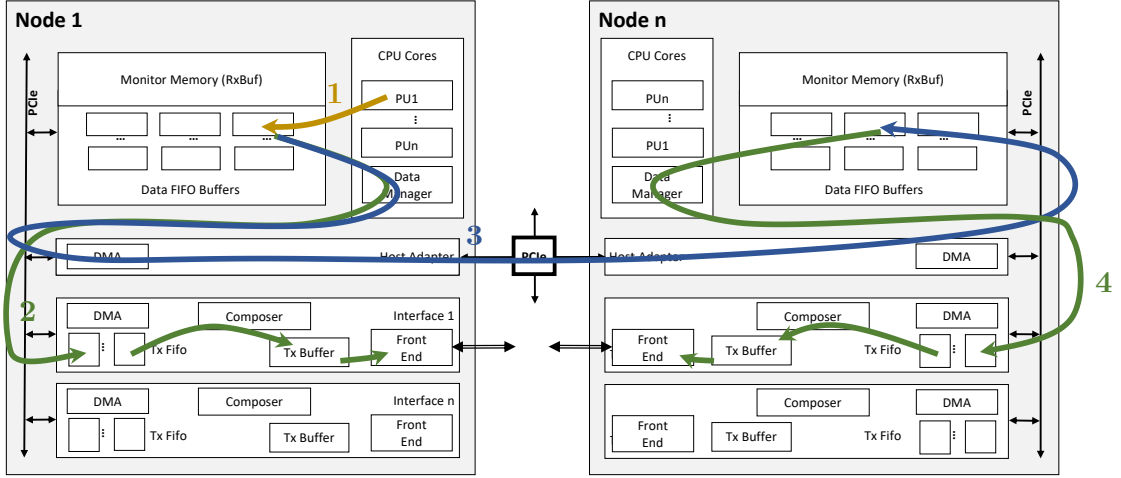 Node 1
CPU Cores
Monitor Memory (RxBuf)
1
PU1
⋮
PCIe
...
...
...
PUn
Data
Manager
Data FIFO Buffers
3
DMA
Host Adapter
2
DMA
Composer
Interface 1
⋮
Tx Fifo
Tx Buffer
Front
End
DMA
Composer
Interface n
⋮
Tx Fifo
Tx Buffer
Front
End
PCIe
Node n
CPU Cores
Monitor Memory (RxBuf)
PUn
⋮
PCIe
...
...
...
PU1
Data
Manager
Data FIFO Buffers
Host Adapter
DMA
4
Composer
DMA
Front
End
Tx Buffer
Tx Fifo
⋮
Composer
DMA
Front
End
Tx Buffer
Tx Fifo
⋮